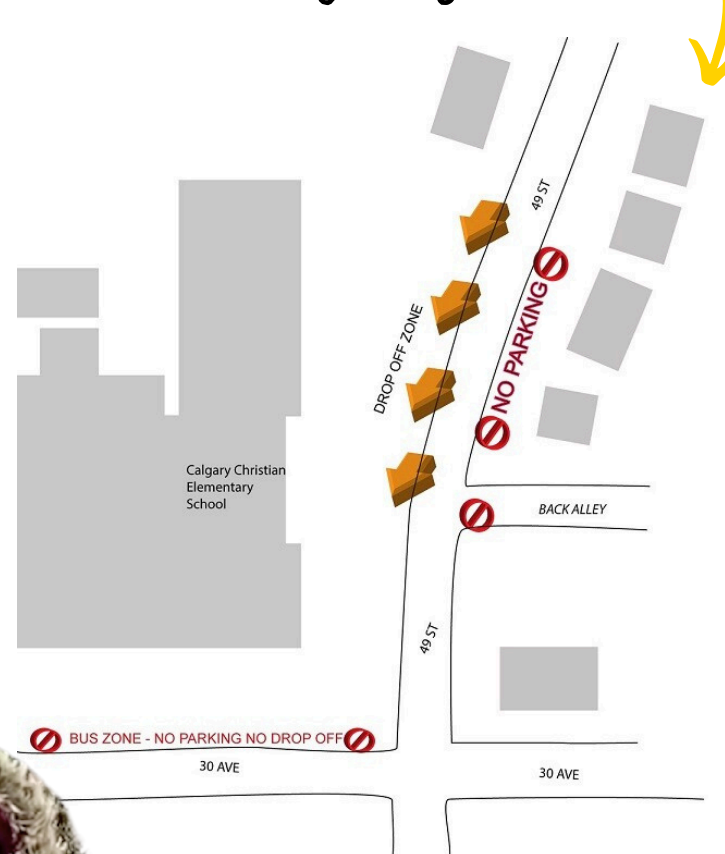 49 ST
NO PARKING
DROP OFF ZONE
Calgary Christian
Elementary
School
BACK ALLEY
49 ST
BUS ZONE - NO PARKING NO DROP OFF
30 AVE
30 AVE